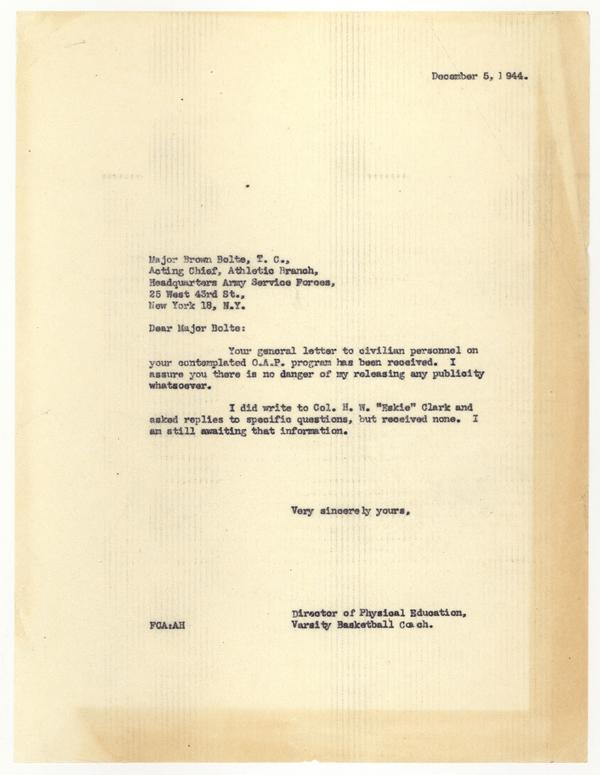 December 5, 1944.
Major Brown Bolte, T. C.,
Acting Chief, Athletic Branch,
Headquarters Army Service Forces,
25 West 43rd St.,
New York 18, N.Y.
Dear Major Bolte:
Your general letter to civilian personnel on
your contemplated O.A.P. program has been received. I
assure you there is no danger of my releasing any publicity
whatsoever.
I did write to Col. H. W. "Eskie" Clark and
asked replies to specific questions, but received none. I
am still awaiting that information.
Very sincerely yours,
Director of Physical Education,
FCA:AH Varsity Basketball Coach.